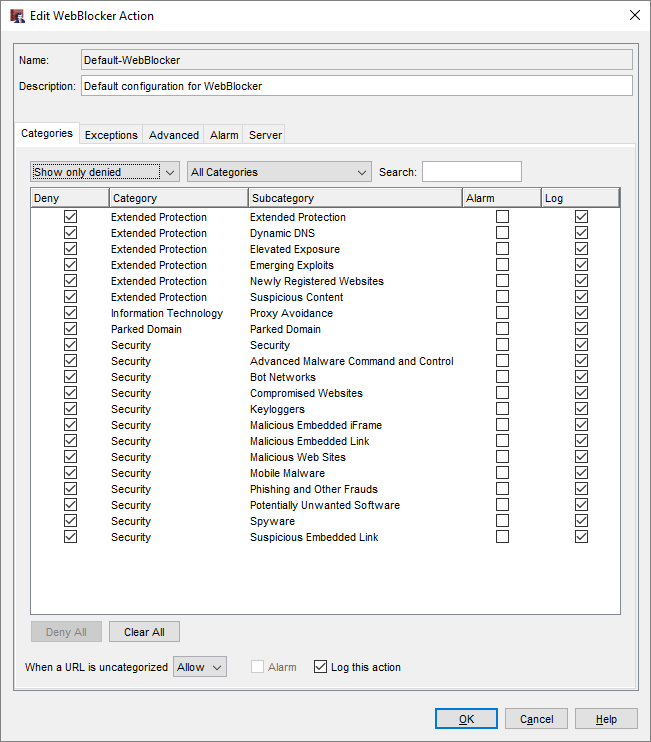 Edit WebBlocker Action
Name: Default-WebBlocker
Description: Default configuration for WebBlocker
Categories Exceptions Advanced Alarm Server
Show only denied All Categories Search:
Deny Category Subcategory Alarm Log
Extended Protection Extended Protection
Extended Protection Dynamic DNS
Extended Protection Elevated Exposure
Extended Protection Emerging Exploits
Extended Protection Newly Registered Websites
Extended Protection Suspicious Content
Information Technology Proxy Avoidance
Parked Domain Parked Domain
Security Security
Security Advanced Malware Command and Control
Security Bot Networks
Security Compromised Websites
Security Keyloggers
Security Malicious Embedded iFrame
Security Malicious Embedded Link
Security Malicious Web Sites
Security Mobile Malware
Security Phishing and Other Frauds
Security Potentially Unwanted Software
Security Spyware
Security Suspicious Embedded Link
Deny All Clear All
When a URL is uncategorized Allow Alarm Log this action
OK Cancel Help